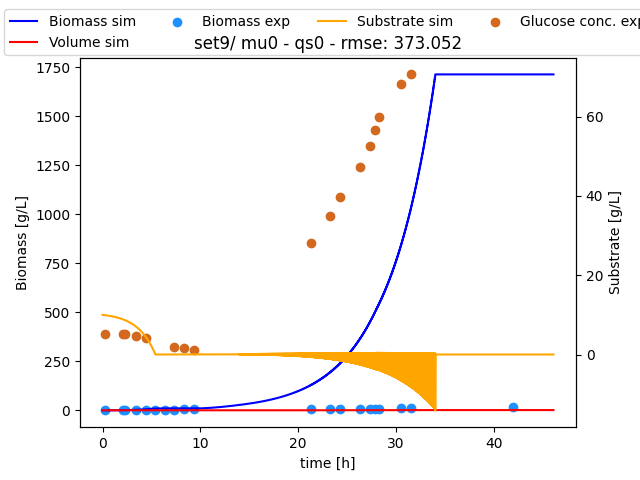 Biomass sim Biomass exp Substrate sim Glucose conc. exp
Volume sim
set9/ mu0 - qs0 - rmse: 373.052
1750
1500
1250
1000
750
500
250
0
Biomass [g/L]
60
40
20
0
Substrate [g/L]
0 10 20 30 40
time [h]